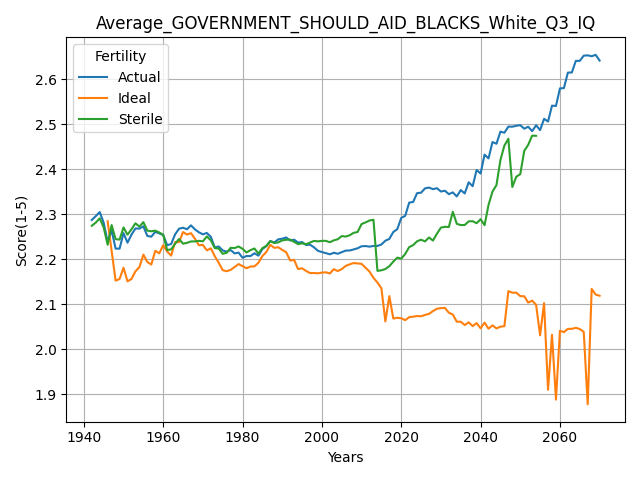 Average_GOVERNMENT_SHOULD_AID_BLACKS_White_Q3_IQ
Fertility
Actual
Ideal
Sterile
Score(1-5)
2.6
2.5
2.4
2.3
2.2
2.1
2.0
1.9
1940 1960 1980 2000 2020 2040 2060
Years